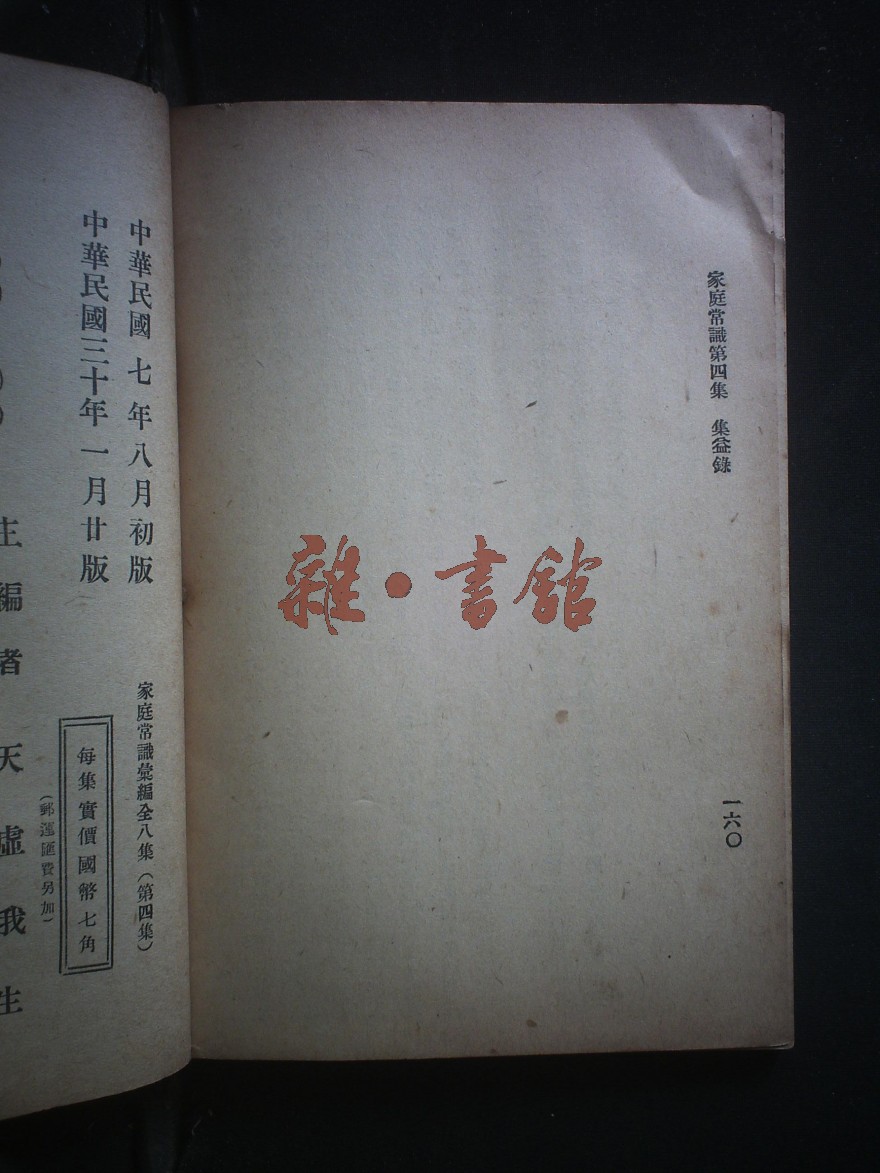 家庭常識第四集　集益錄
一六〇
雜•書館
中華民國七年八月初版
中華民國三十年一月廿版
家庭常識彙編全八集（第四集）
每集實價國幣七角
（郵運匯費另加）
主編者天虛我生